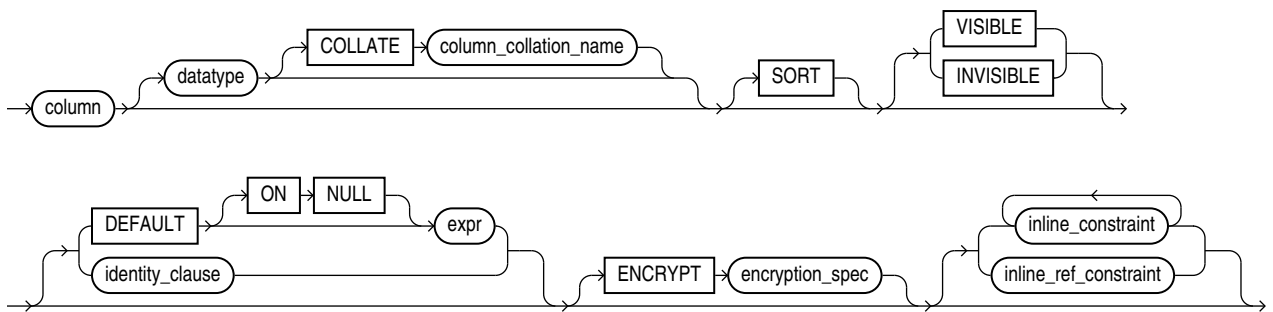 COLLATE column_collation_name VISIBLE
datatype SORT INVISIBLE
column
ON NULL
DEFAULT expr inline_constraint
identity_clause ENCRYPT encryption_spec inline_ref_constraint